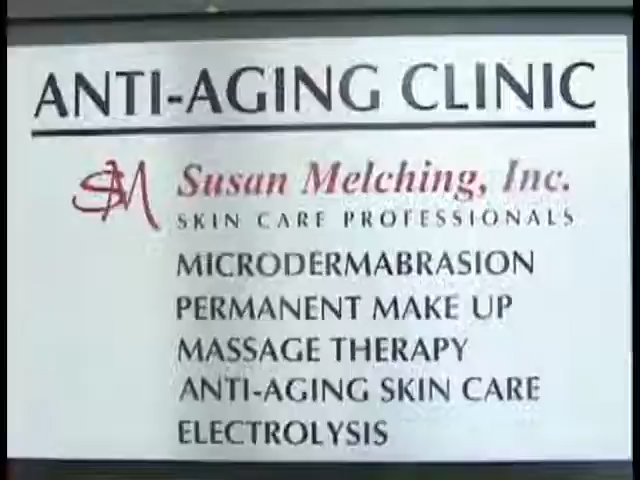 ANTI-AGING CLINIC
SM Susan Melching, Inc.
SKIN CARE PROFESSIONALS
MICRODERMABRASION
PERMANENT MAKE UP
MASSAGE THERAPY
ANTI-AGING SKIN CARE
ELECTROLYSIS